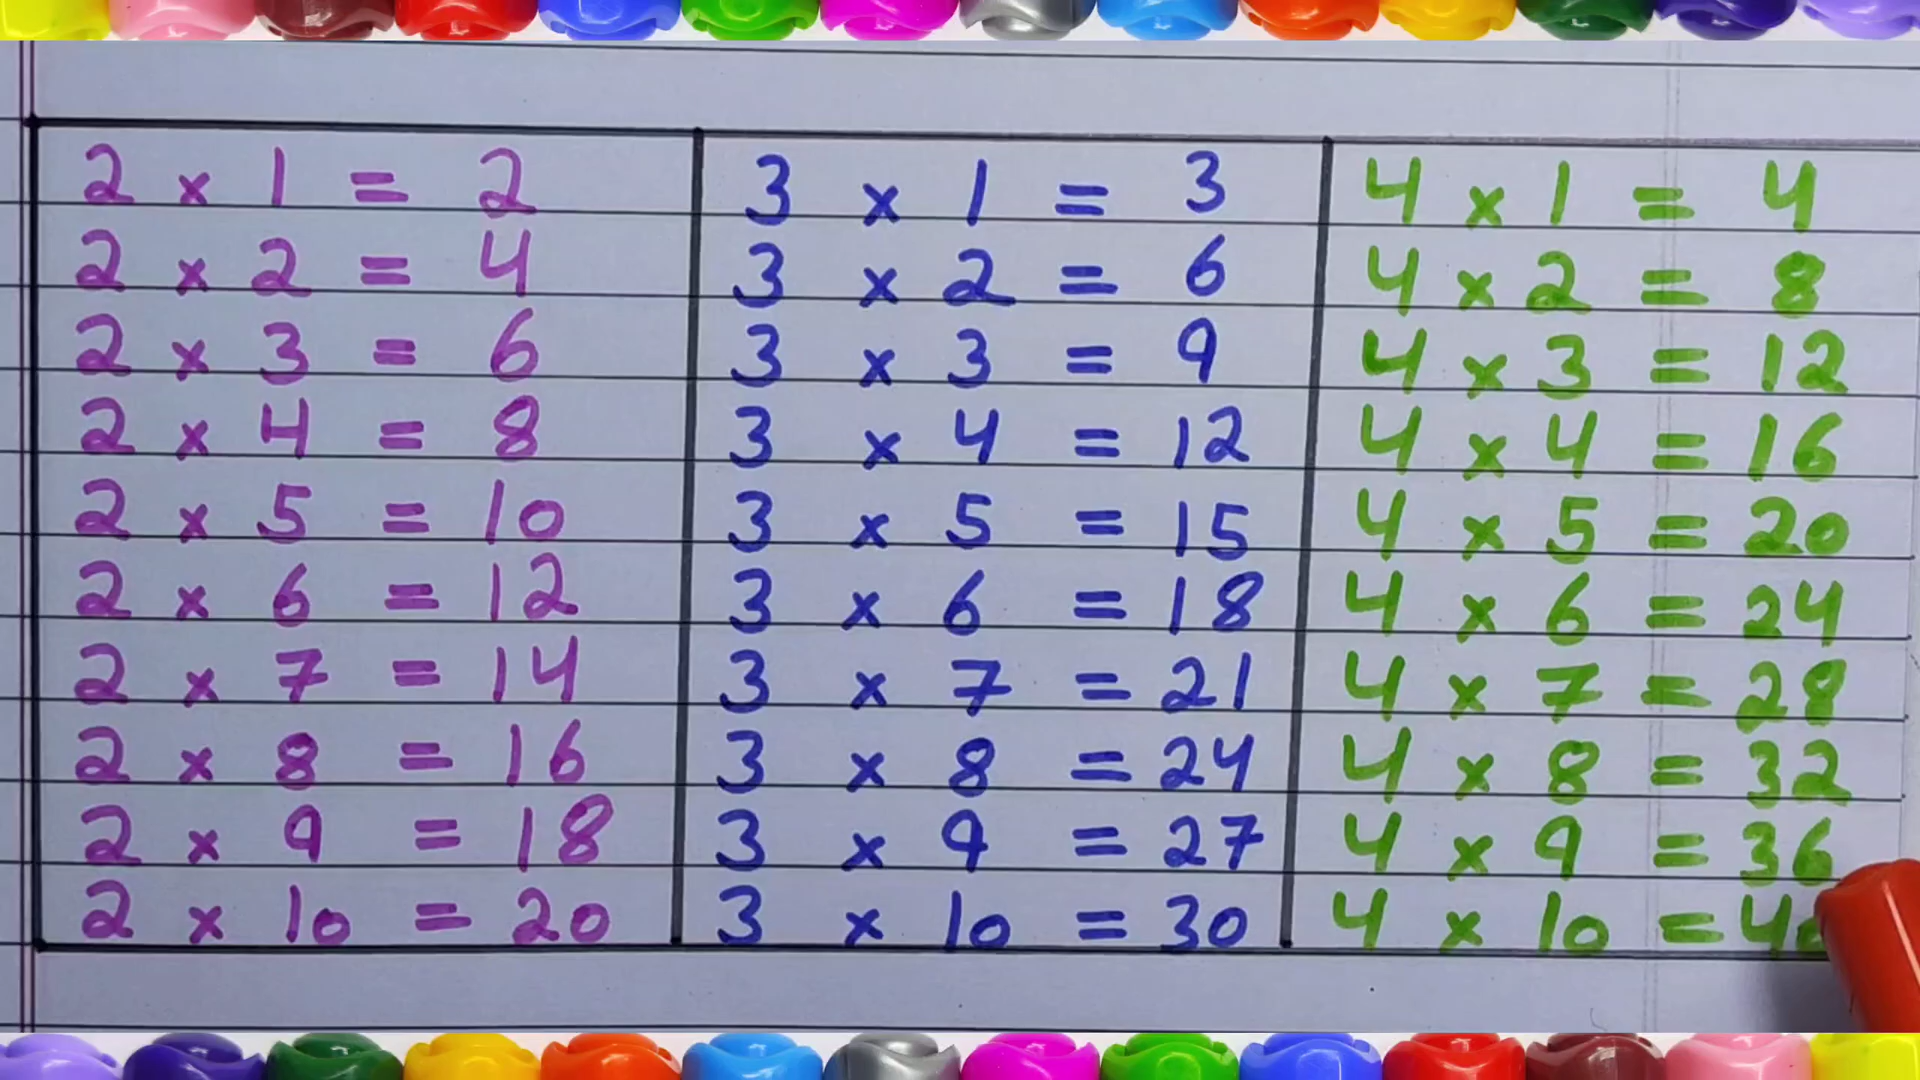 2 x 1 = 2
2 x 2 = 4
2 x 3 = 6
2 x 4 = 8
2 x 5 = 10
2 x 6 = 12
2 x 7 = 14
2 x 8 = 16
2 x 9 = 18
2 x 10 = 20
3 x 1 = 3
3 x 2 = 6
3 x 3 = 9
3 x 4 = 12
3 x 5 = 15
3 x 6 = 18
3 x 7 = 21
3 x 8 = 24
3 x 9 = 27
3 x 10 = 30
4 x 1 = 4
4 x 2 = 8
4 x 3 = 12
4 x 4 = 16
4 x 5 = 20
4 x 6 = 24
4 x 7 = 28
4 x 8 = 32
4 x 9 = 36
4 x 10 = 40